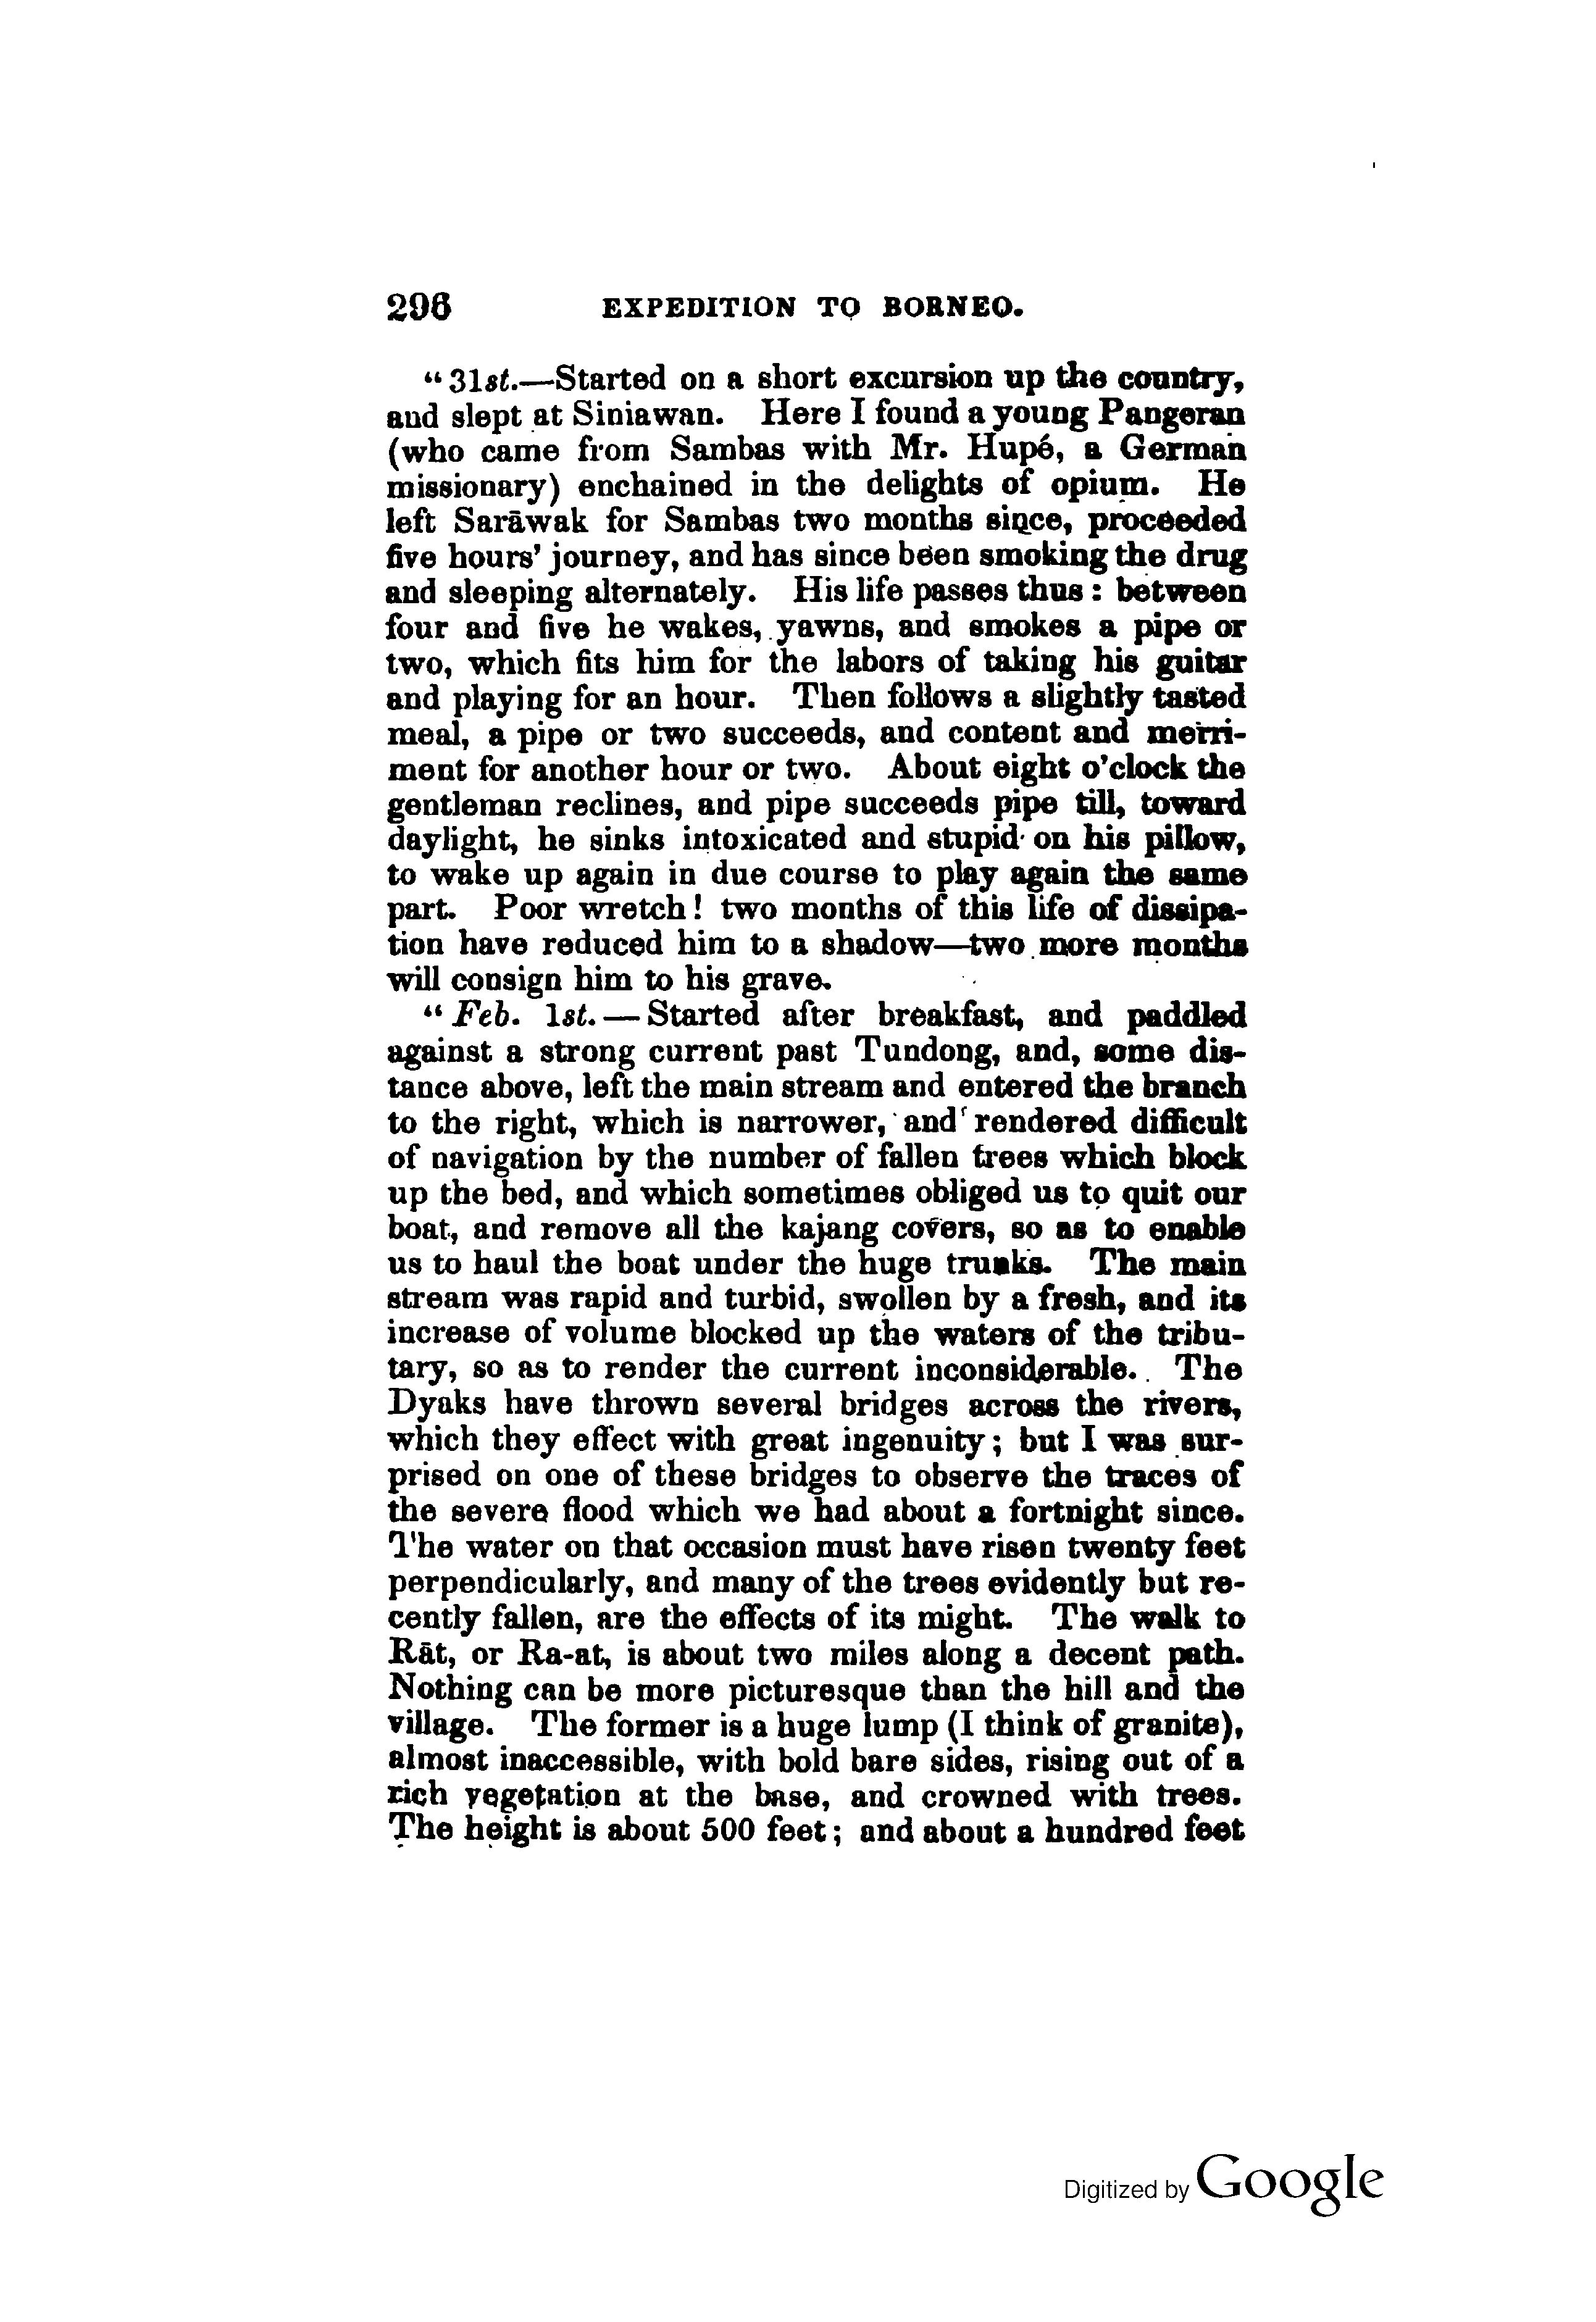 296 EXPEDITION TO BORNEO.
“31st.—Started on a short excursion up the country,
and slept at Siniawan. Here I found a young Pangeran
(who came from Sambas with Mr. Hupé, a German
missionary) enchained in the delights of opium. He
left Sarāwak for Sambas two months since, proceeded
five hours’ journey, and has since been smoking the drug
and sleeping alternately. His life passes thus: between
four and five he wakes, yawns, and smokes a pipe or
two, which fits him for the labors of taking his guitar
and playing for an hour. Then follows a slightly tasted
meal, a pipe or two succeeds, and content and merri-
ment for another hour or two. About eight o’clock the
gentleman reclines, and pipe succeeds pipe till, toward
daylight, he sinks intoxicated and stupid on his pillow,
to wake up again in due course to play again the same
part. Poor wretch! two months of this life of dissipa-
tion have reduced him to a shadow—two more months
will consign him to his grave.
“Feb. 1st.—Started after breakfast, and paddled
against a strong current past Tundong, and, some dis-
tance above, left the main stream and entered the branch
to the right, which is narrower, and rendered difficult
of navigation by the number of fallen trees which block
up the bed, and which sometimes obliged us to quit our
boat, and remove all the kajang covers, so as to enable
us to haul the boat under the huge trunks. The main
stream was rapid and turbid, swollen by a fresh, and its
increase of volume blocked up the waters of the tribu-
tary, so as to render the current inconsiderable. The
Dyaks have thrown several bridges across the rivers,
which they effect with great ingenuity; but I was sur-
prised on one of these bridges to observe the traces of
the severe flood which we had about a fortnight since.
The water on that occasion must have risen twenty feet
perpendicularly, and many of the trees evidently but re-
cently fallen, are the effects of its might. The walk to
Rāt, or Ra-at, is about two miles along a decent path.
Nothing can be more picturesque than the hill and the
village. The former is a huge lump (I think of granite),
almost inaccessible, with bold bare sides, rising out of a
rich vegetation at the base, and crowned with trees.
The height is about 500 feet; and about a hundred feet
Digitized by Google